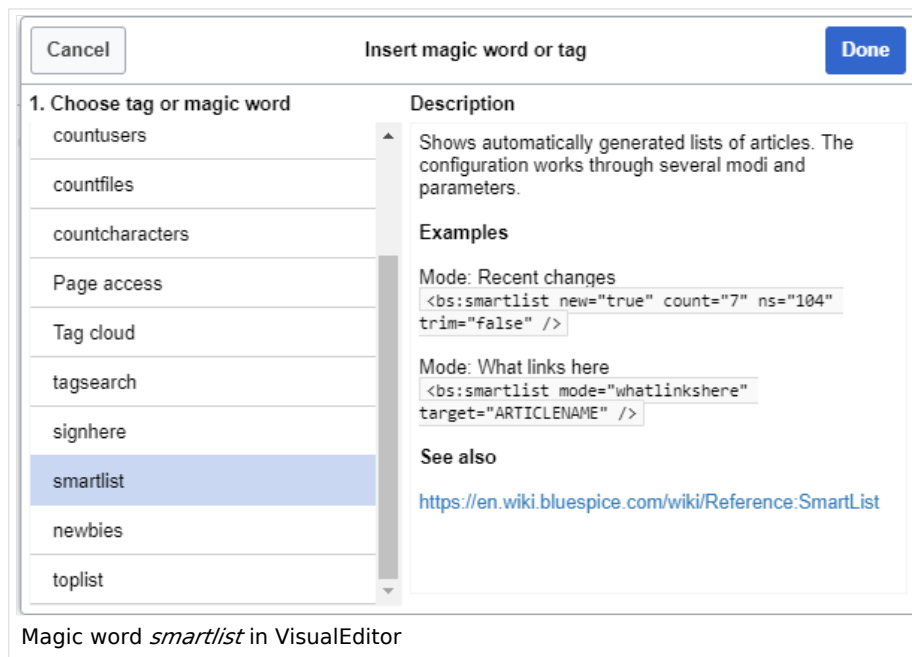 Cancel
Insert magic word or tag
Done
1. Choose tag or magic word
countusers
countfiles
countcharacters
Page access
Tag cloud
tagsearch
signhere
smartlist
newbies
toplist
Description
Shows automatically generated lists of articles. The
configuration works through several modi and
parameters.
Examples
Mode: Recent changes
<bs:smartlist new="true" count="7" ns="104"
trim="false" />
Mode: What links here
<bs:smartlist mode="whatlinkshere"
target="ARTICLENAME" />
See also
https://en.wiki.bluespice.com/wiki/Reference:SmartList
Magic word smartlist in VisualEditor